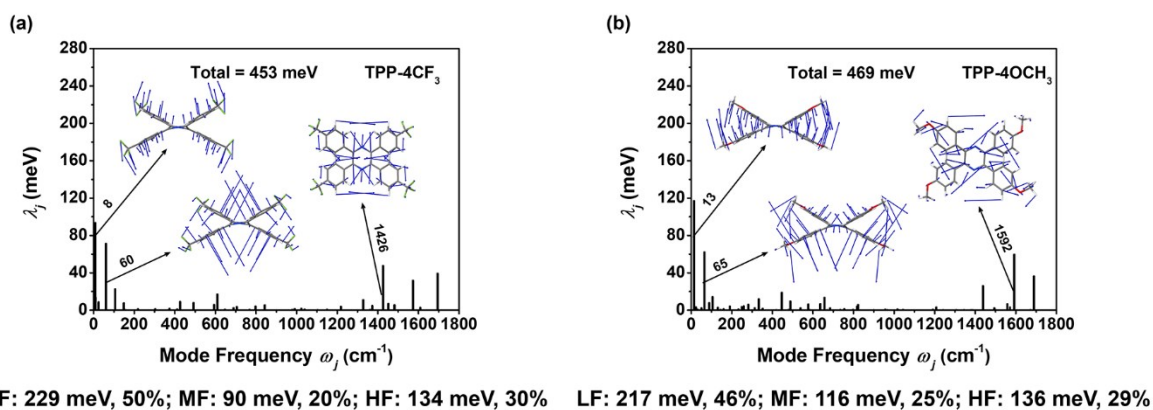 (a)
280
240
200
160
120
80
40
0
λj (meV)
Total = 453 meV
TPP-4CF3
8
60
1426
0 200 400 600 800 1000 1200 1400 1600 1800
Mode Frequency ωj (cm-1)
F: 229 meV, 50%; MF: 90 meV, 20%; HF: 134 meV, 30%
(b)
280
240
200
160
120
80
40
0
λj (meV)
Total = 469 meV
TPP-4OCH3
13
65
1592
0 200 400 600 800 1000 1200 1400 1600 1800
Mode Frequency ωj (cm-1)
LF: 217 meV, 46%; MF: 116 meV, 25%; HF: 136 meV, 29%